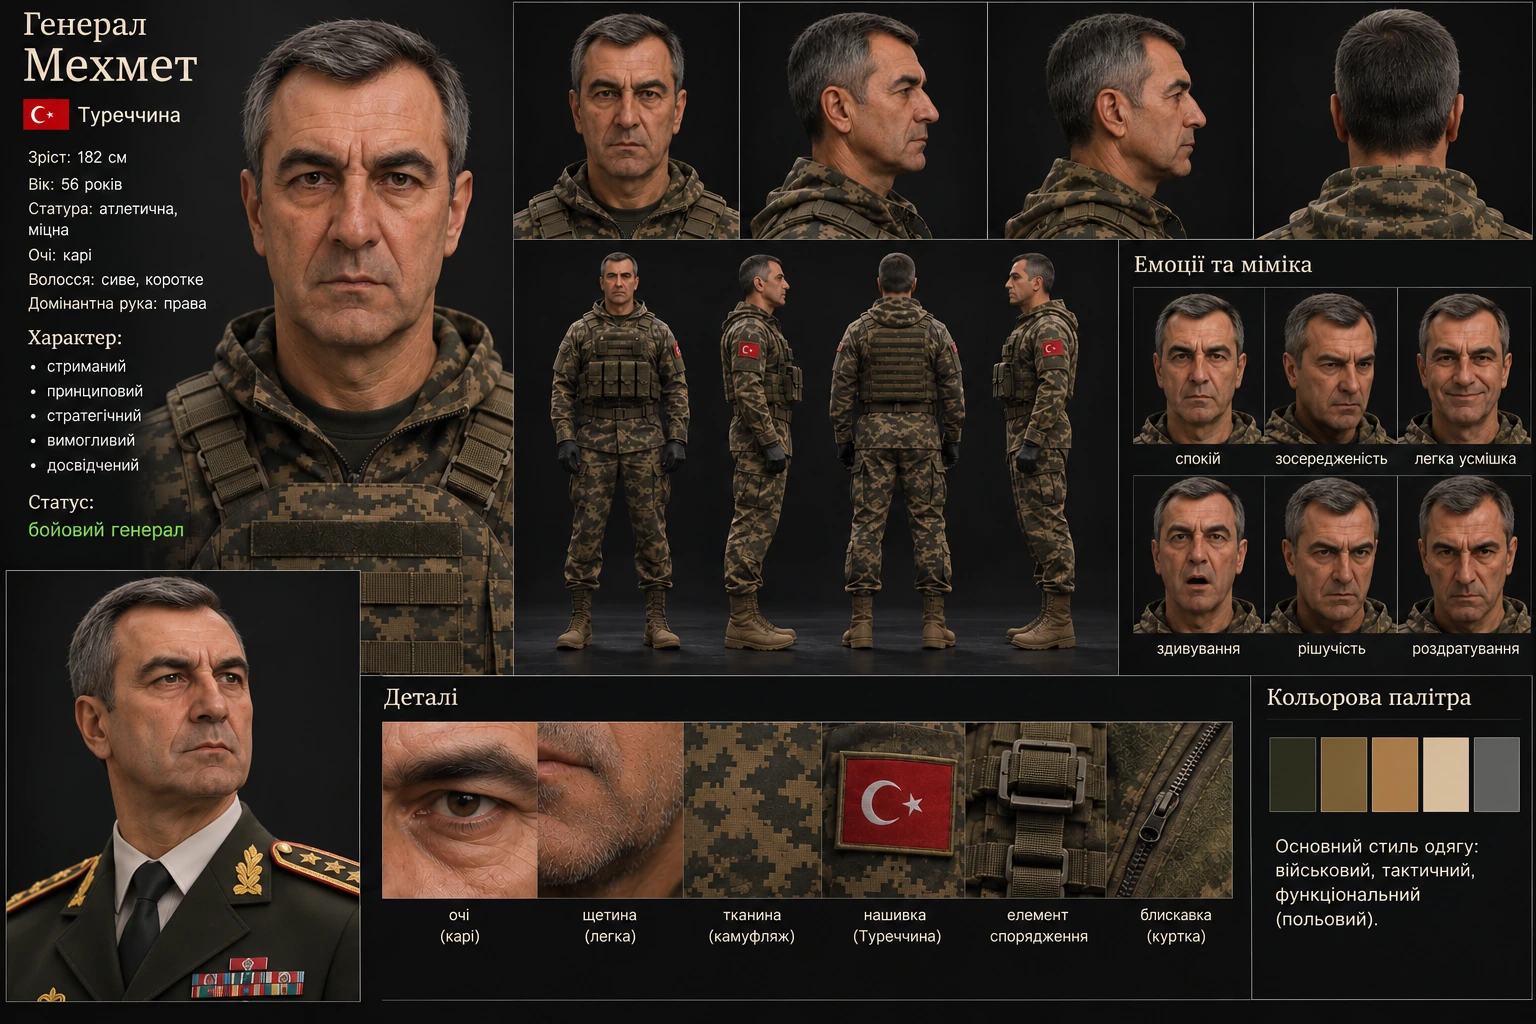 Генерал
Мехмет
Туреччина
Зріст: 182 см
Вік: 56 років
Статура: атлетична,
міцна
Очі: карі
Волосся: сиве, коротке
Домінантна рука: права
Характер:
• стриманий
• принциповий
• стратегічний
• вимогливий
• досвідчений
Статус:
бойовий генерал
Емоції та міміка
спокій
зосередженість
легка усмішка
здивування
рішучість
роздратування
Деталі
очі
(карі)
щетина
(легка)
тканина
(камуфляж)
нашивка
(Туреччина)
елемент
спорядження
блискавка
(куртка)
Кольорова палітра
Основний стиль одягу:
військовий, тактичний,
функціональний
(польовий).